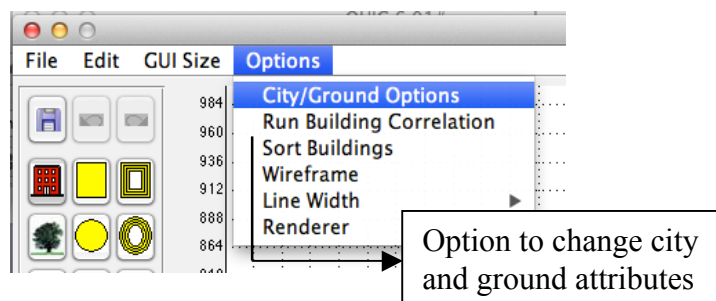 File Edit GUI Size Options
City/Ground Options
Run Building Correlation
Sort Buildings
Wireframe
Line Width
Renderer
984
960
936
912
888
864
Option to change city
and ground attributes